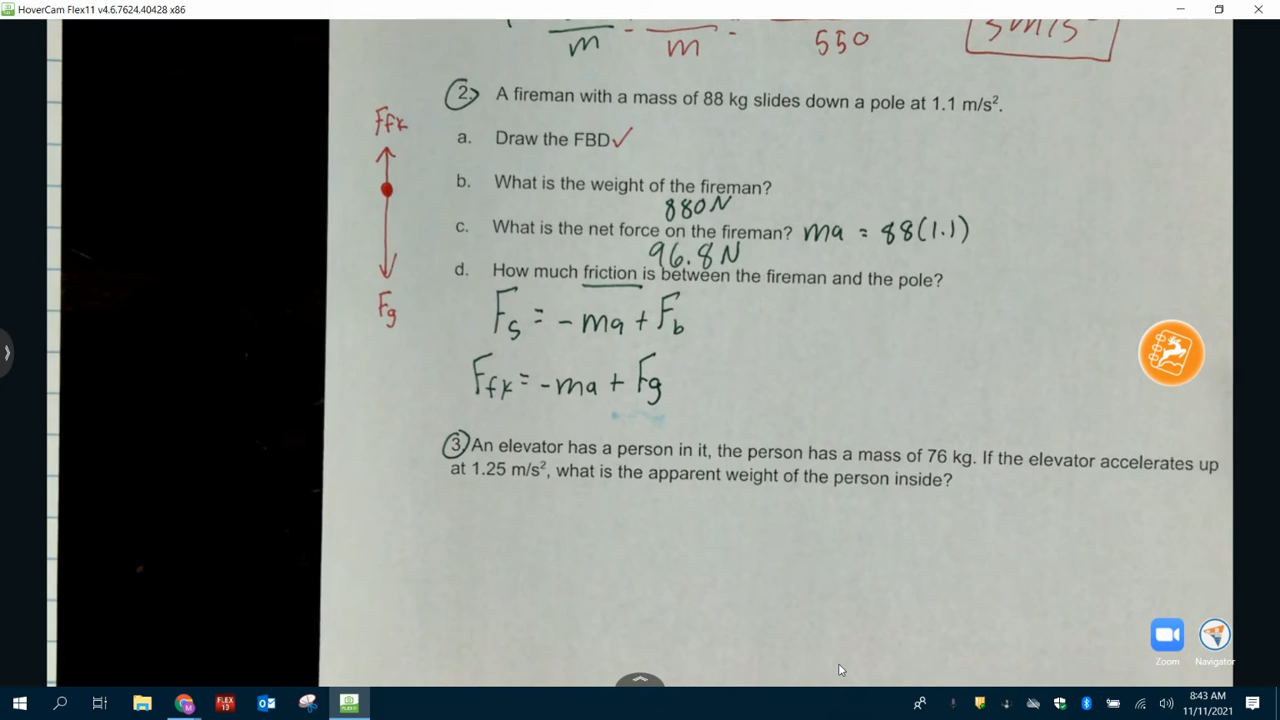 HoverCam Flex11 v4.6.7624.40428 x86
m - m - 550
3m/s
2. A fireman with a mass of 88 kg slides down a pole at 1.1 m/s².
Ffk
a. Draw the FBD✓
b. What is the weight of the fireman?
880N
c. What is the net force on the fireman? ma = 88(1.1)
96.8N
d. How much friction is between the fireman and the pole?
Fg
Fs = -ma + Fb
Ffk = -ma + Fg
3 An elevator has a person in it, the person has a mass of 76 kg. If the elevator accelerates up
at 1.25 m/s², what is the apparent weight of the person inside?
Zoom
Navigator
FLEX
8:43 AM
11/11/2021